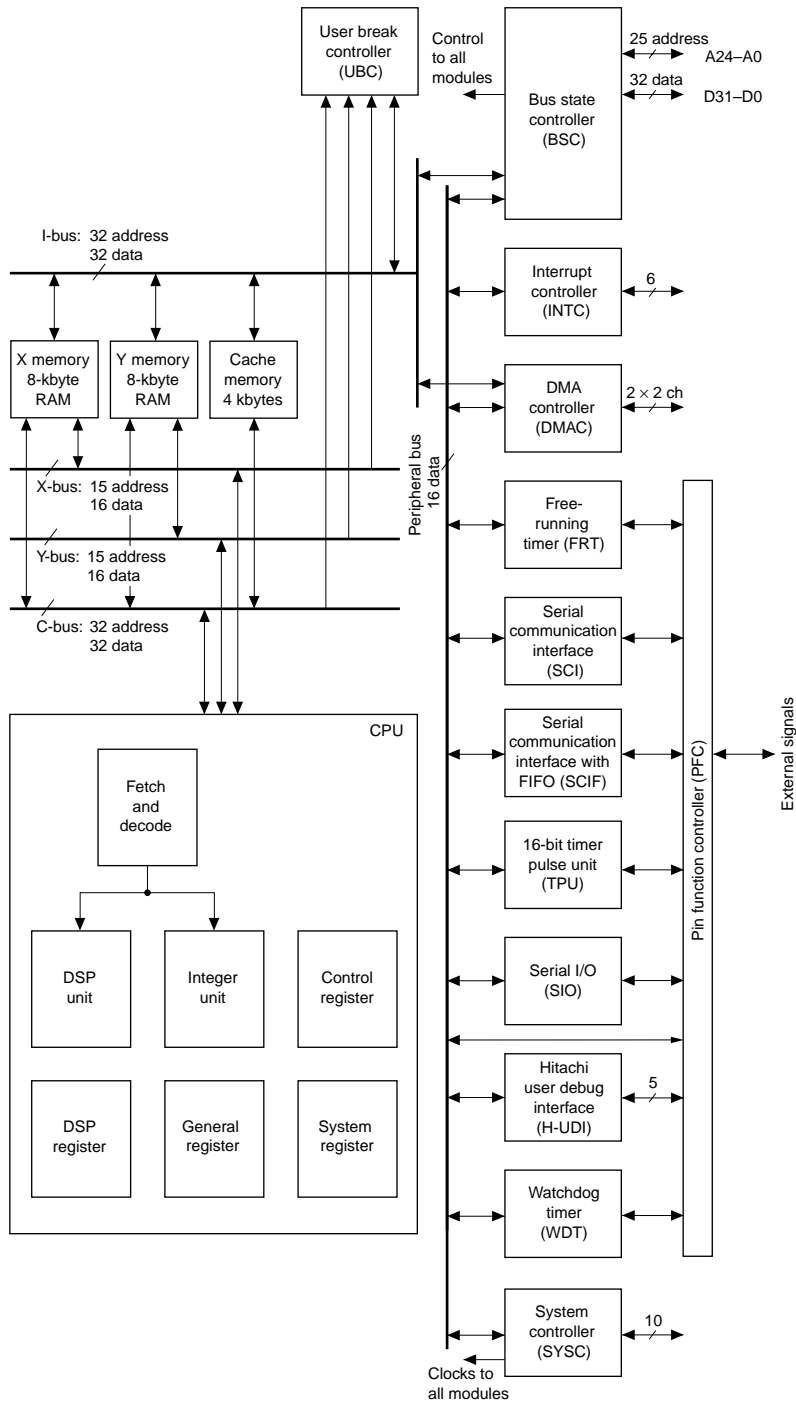 User break
controller
(UBC)
Control
to all
modules
Bus state
controller
(BSC)
25 address
A24–A0
32 data
D31–D0
I-bus: 32 address
32 data
Interrupt
controller
(INTC)
6
X memory
8-kbyte
RAM
Y memory
8-kbyte
RAM
Cache
memory
4 kbytes
DMA
controller
(DMAC)
2 × 2 ch
Peripheral bus
16 data
X-bus: 15 address
16 data
Y-bus: 15 address
16 data
C-bus: 32 address
32 data
Free-
running
timer (FRT)
Serial
communication
interface
(SCI)
CPU
Fetch
and
decode
DSP
unit
Integer
unit
Control
register
DSP
register
General
register
System
register
Serial
communication
interface with
FIFO (SCIF)
16-bit timer
pulse unit
(TPU)
Serial I/O
(SIO)
Hitachi
user debug
interface
(H-UDI)
5
Watchdog
timer
(WDT)
Pin function controller (PFC)
External signals
System
controller
(SYSC)
10
Clocks to
all modules